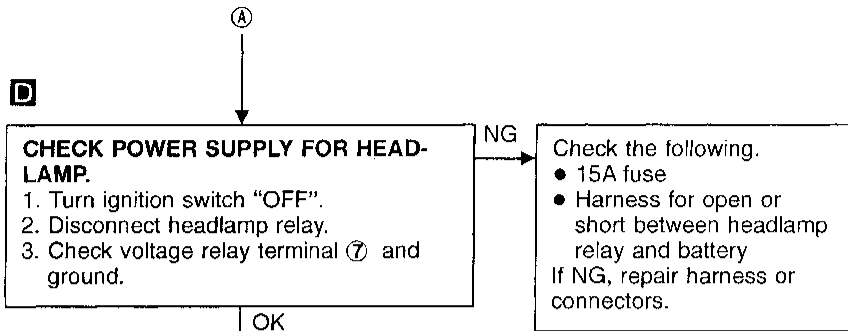 Ⓐ
D
CHECK POWER SUPPLY FOR HEAD-
LAMP.
1. Turn ignition switch “OFF”.
2. Disconnect headlamp relay.
3. Check voltage relay terminal ⑦ and
ground.
OK
NG
Check the following.
● 15A fuse
● Harness for open or
short between headlamp
relay and battery
If NG, repair harness or
connectors.